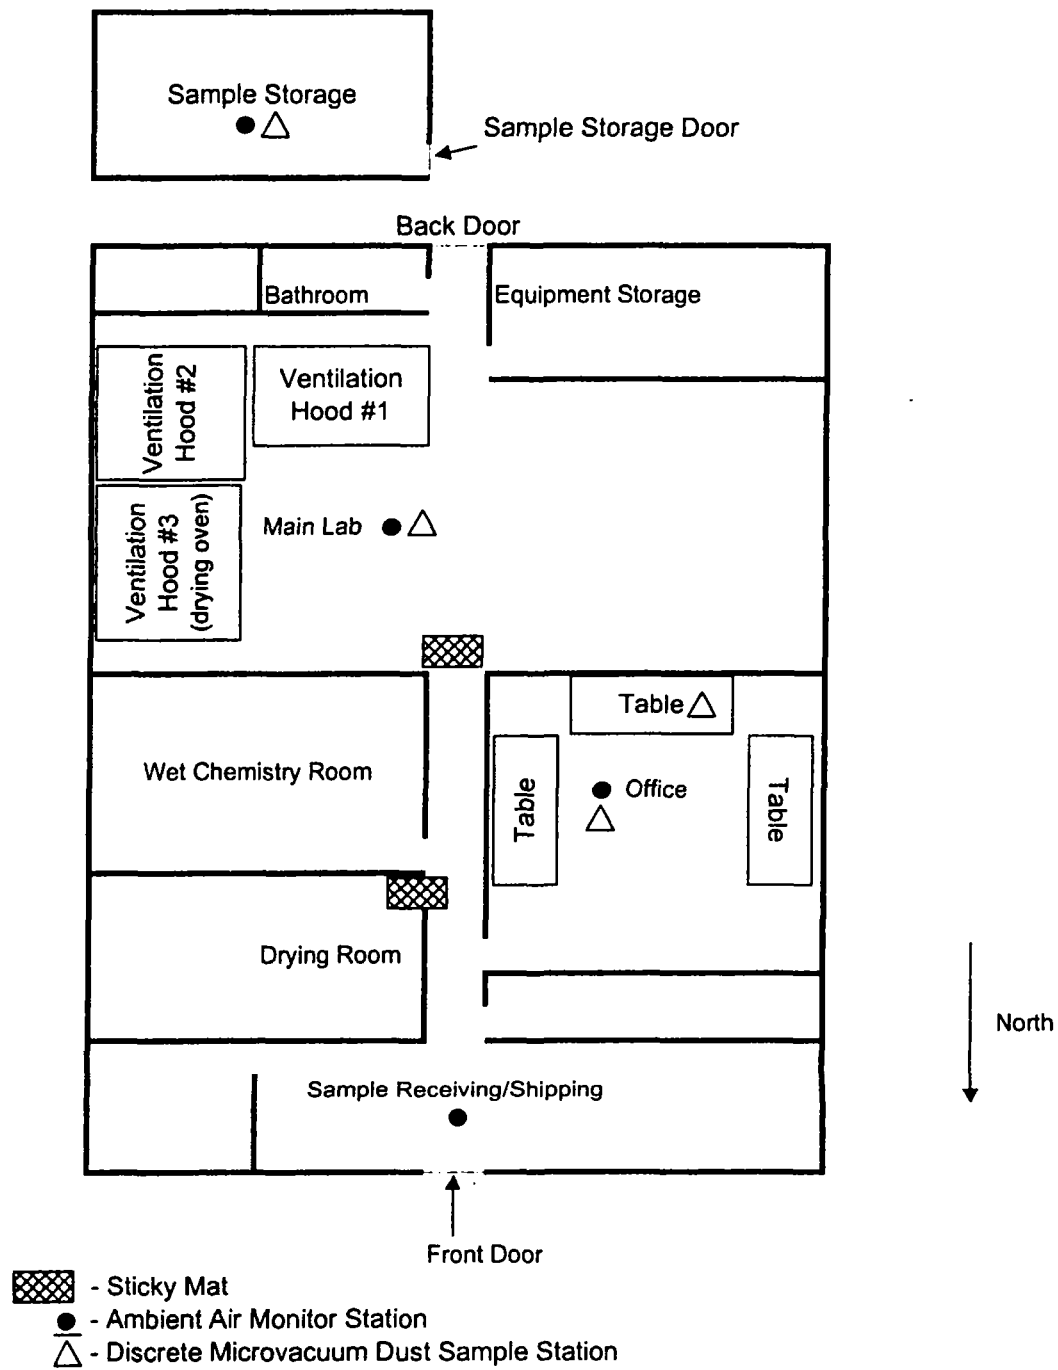 Sample Storage
Sample Storage Door
Back Door
Bathroom
Equipment Storage
Ventilation
Hood #2
Ventilation
Hood #1
Ventilation
Hood #3
(drying oven)
Main Lab
Table
Wet Chemistry Room
Table
Office
Table
Drying Room
North
Sample Receiving/Shipping
Front Door
- Sticky Mat
- Ambient Air Monitor Station
- Discrete Microvacuum Dust Sample Station